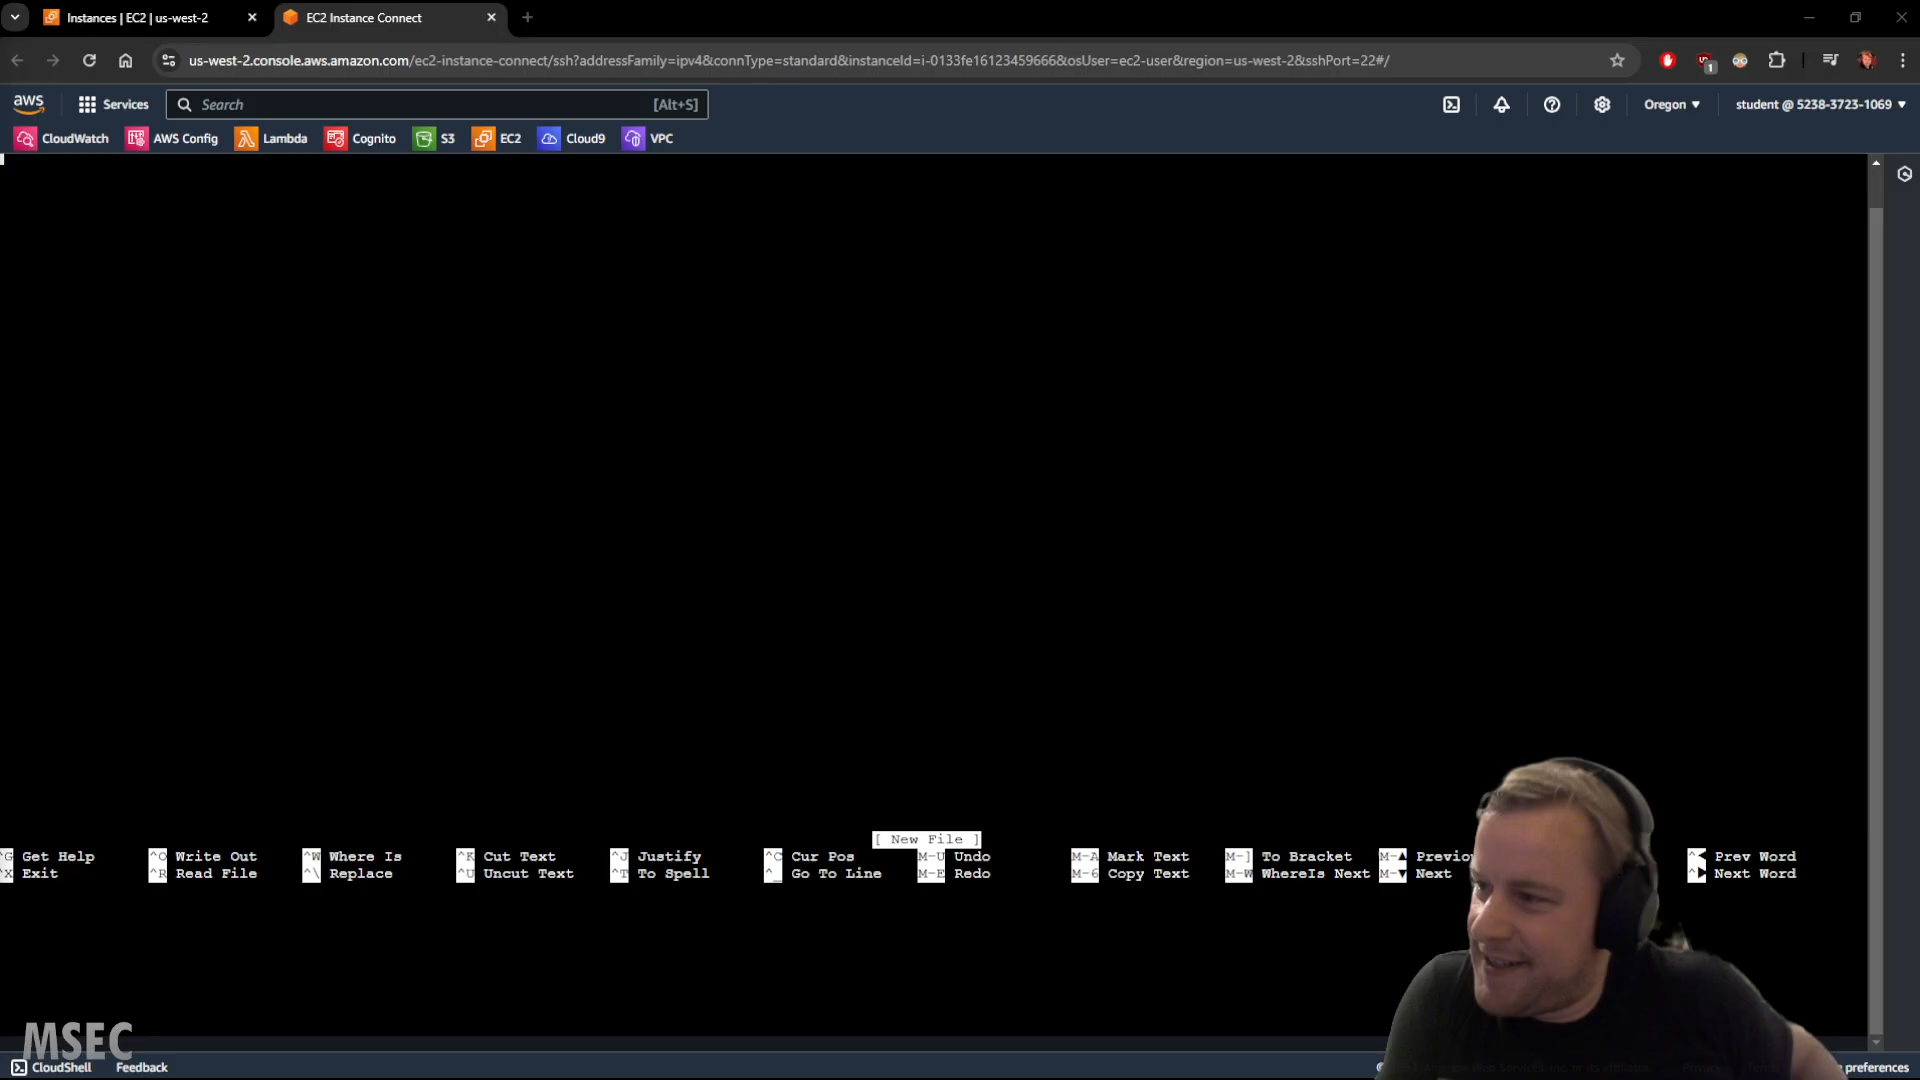 Instances | EC2 | us-west-2
EC2 Instance Connect
us-west-2.console.aws.amazon.com/ec2-instance-connect/ssh?addressFamily=ipv4&connType=standard&instanceId=i-0133fe16123459666&osUser=ec2-user&region=us-west-2&sshPort=22#/
1
aws
Services
Search
[Alt+S]
Oregon ▼
student @ 5238-3723-1069 ▼
CloudWatch
AWS Config
Lambda
Cognito
S3
EC2
Cloud9
VPC
[ New File ]
^G Get Help ^O Write Out ^W Where Is ^K Cut Text ^J Justify ^C Cur Pos M-U Undo M-A Mark Text M-] To Bracket M-▲ Previou ^◀ Prev Word
^X Exit ^R Read File ^\ Replace ^U Uncut Text ^T To Spell ^_ Go To Line M-E Redo M-6 Copy Text M-W WhereIs Next M-▼ Next ^▶ Next Word
MSEC
CloudShell
Feedback
preferences